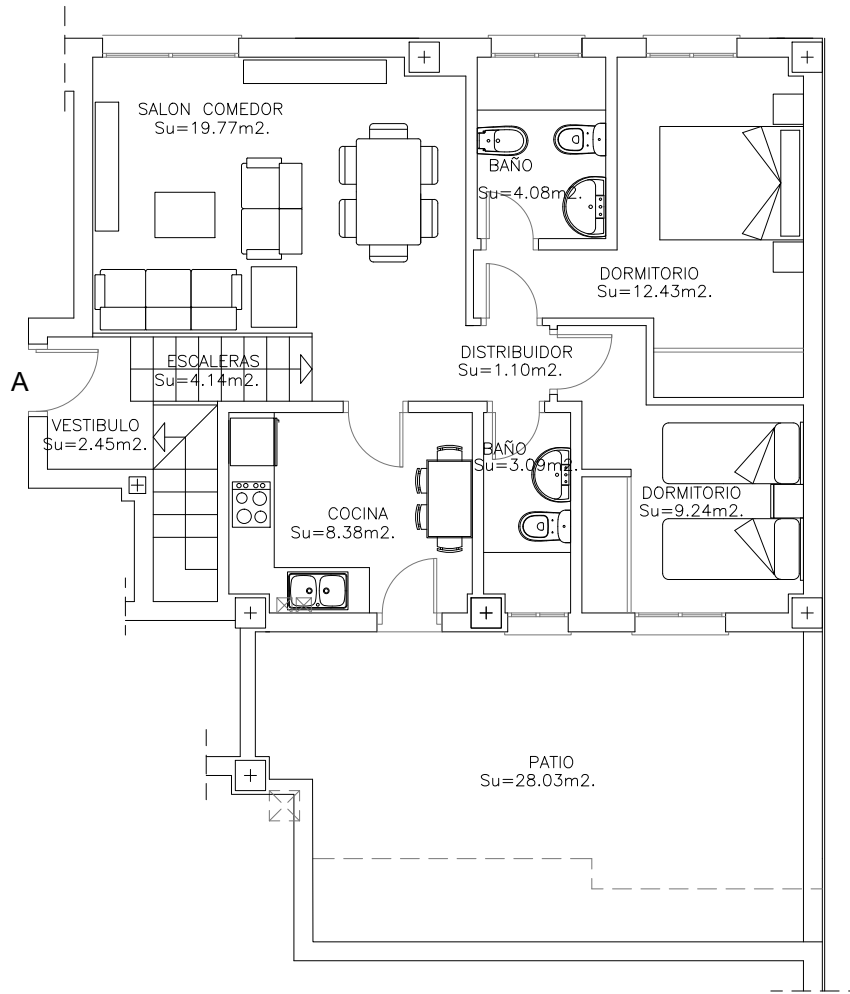 SALON COMEDOR
Su=19.77m2.
BAÑO
Su=4.08m2.
DORMITORIO
Su=12.43m2.
DISTRIBUIDOR
Su=1.10m2.
ESCALERAS
Su=4.14m2.
A
VESTIBULO
Su=2.45m2.
BAÑO
Su=3.09m2.
COCINA
Su=8.38m2.
DORMITORIO
Su=9.24m2.
PATIO
Su=28.03m2.